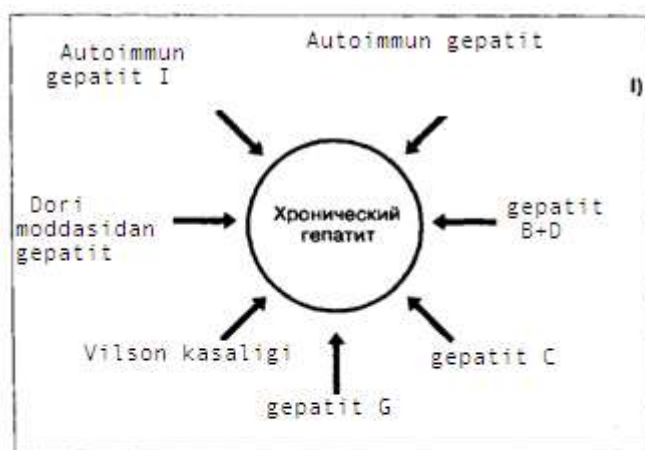 Autoimmun
gepatit I
Autoimmun gepatit
I)
Dori
moddasidan
gepatit
Хронический
гепатит
gepatit
B+D
Vilson kasaligi
gepatit C
gepatit G